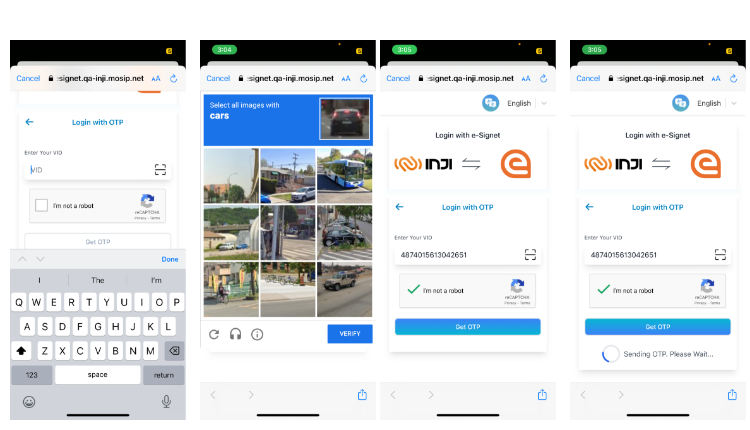 Cancel
:signet.qa-inji.mosip.net
AA
Login with OTP
Enter Your VID
VID
I'm not a robot
reCAPTCHA
Privacy - Terms
Get OTP
Done
I
The
I'm
Q W E R T Y U I O P
A S D F G H J K L
Z X C V B N M
123
space
return
3:04
Cancel
:signet.qa-inji.mosip.net
AA
Select all images with
cars
VERIFY
3:05
Cancel
:signet.qa-inji.mosip.net
AA
English
Login with e-Signet
INJI
Login with OTP
Enter Your VID
4874015613042651
I'm not a robot
reCAPTCHA
Privacy - Terms
Get OTP
3:05
Cancel
:signet.qa-inji.mosip.net
AA
English
Login with e-Signet
INJI
Login with OTP
Enter Your VID
4874015613042651
I'm not a robot
reCAPTCHA
Privacy - Terms
Get OTP
Sending OTP. Please Wait...